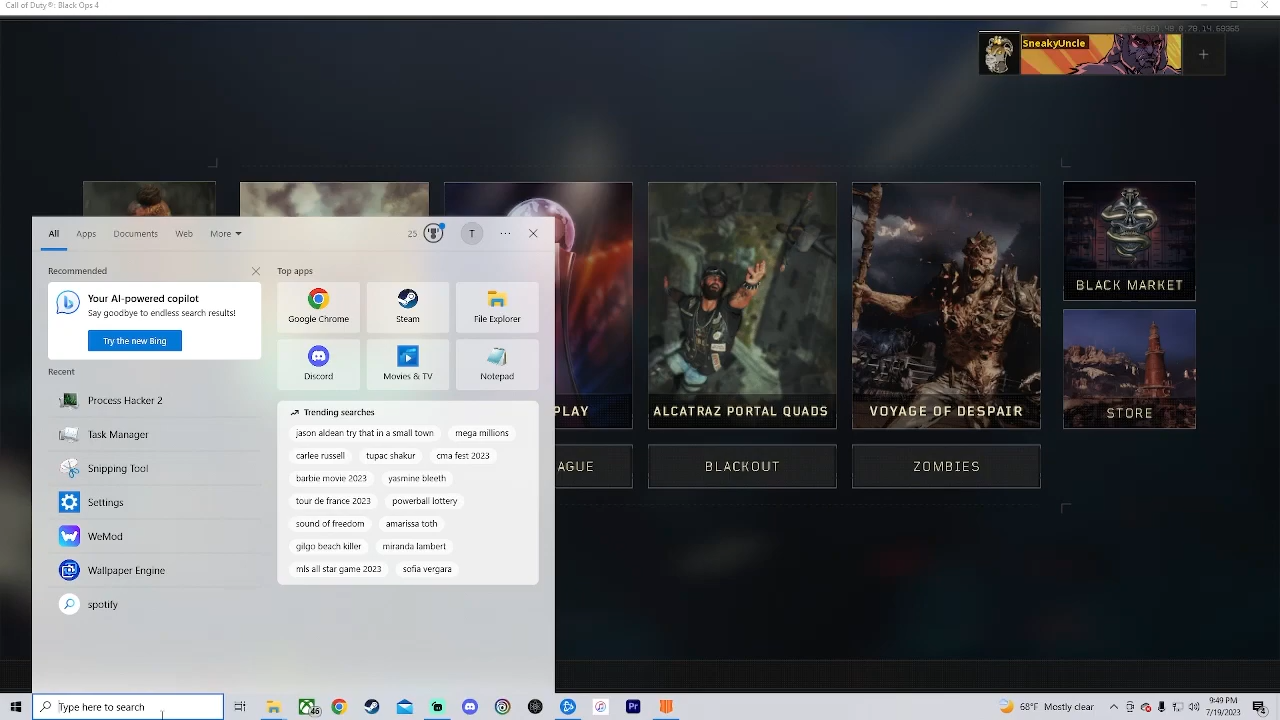 Call of Duty®: Black Ops 4
SneakyUncle
All Apps Documents Web More
25
T
Recommended
Your AI-powered copilot
Say goodbye to endless search results!
Try the new Bing
Recent
Process Hacker 2
Task Manager
Snipping Tool
Settings
WeMod
Wallpaper Engine
spotify
Top apps
Google Chrome
Steam
File Explorer
Discord
Movies & TV
Notepad
Trending searches
jason aldean try that in a small town
mega millions
carlee russell
tupac shakur
cma fest 2023
barbie movie 2023
yasmine bleeth
tour de france 2023
powerball lottery
sound of freedom
amarissa toth
gilgo beach killer
miranda lambert
mls all star game 2023
sofia vergara
PLAY
ALCATRAZ PORTAL QUADS
VOYAGE OF DESPAIR
BLACK MARKET
STORE
AGUE
BLACKOUT
ZOMBIES
Type here to search
46
Pr
68°F Mostly clear
9:49 PM
7/19/2023